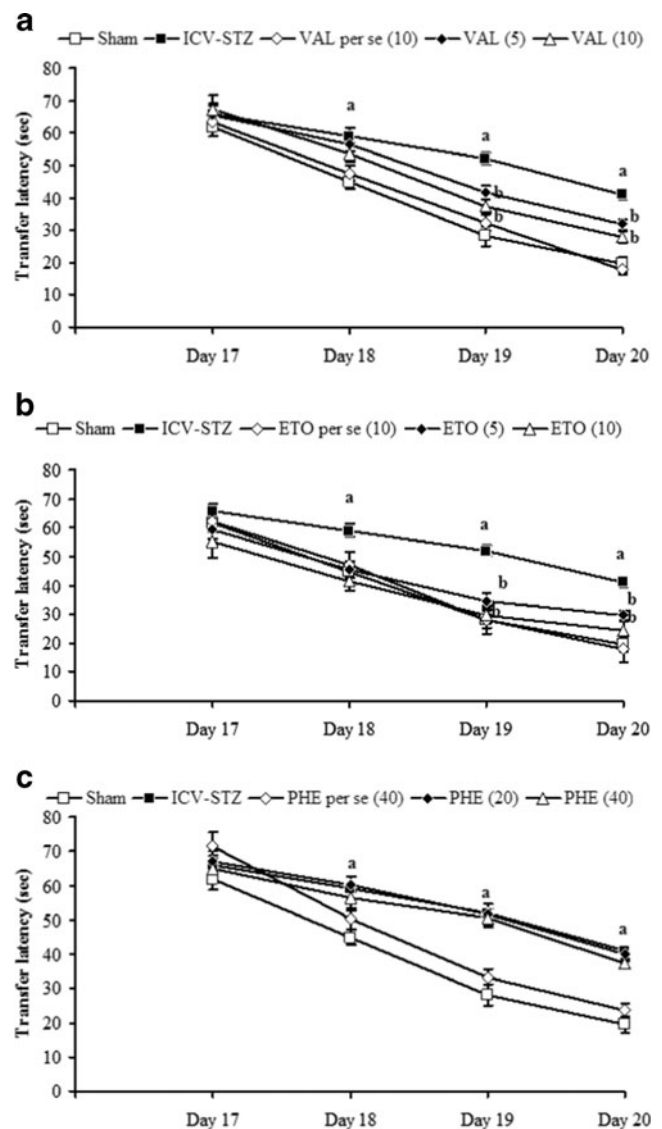 a
Sham ICV-STZ VAL per se (10) VAL (5) VAL (10)
Transfer latency (sec)
80
70
60
50
40
30
20
10
0
a
a
a
b
b
b
b
Day 17 Day 18 Day 19 Day 20
b
Sham ICV-STZ ETO per se (10) ETO (5) ETO (10)
Transfer latency (sec)
80
70
60
50
40
30
20
10
0
a
a
a
b
b
b
b
Day 17 Day 18 Day 19 Day 20
c
Sham ICV-STZ PHE per se (40) PHE (20) PHE (40)
Transfer latency (sec)
80
70
60
50
40
30
20
10
0
a
a
a
Day 17 Day 18 Day 19 Day 20